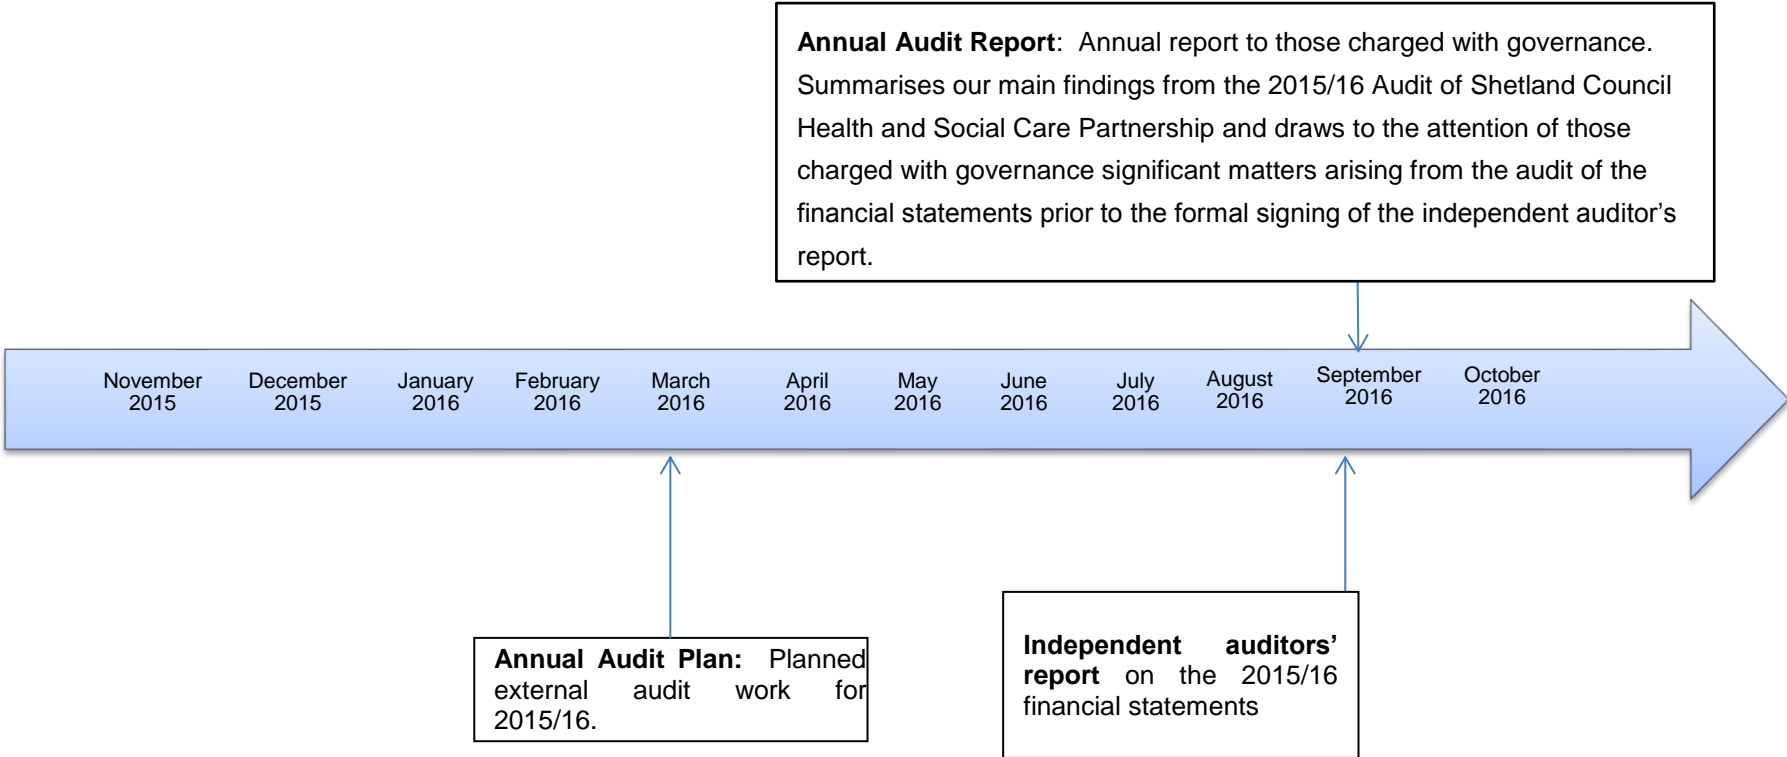 Annual Audit Report:  Annual report to those charged with governance.
Summarises our main findings from the 2015/16 Audit of Shetland Council
Health and Social Care Partnership and draws to the attention of those
charged with governance significant matters arising from the audit of the
financial statements prior to the formal signing of the independent auditor’s
report.
November
2015
December
2015
January
2016
February
2016
March
2016
April
2016
May
2016
June
2016
July
2016
August
2016
September
2016
October
2016
Annual Audit Plan:  Planned
external audit work for
2015/16.
Independent auditors’
report on the 2015/16
financial statements